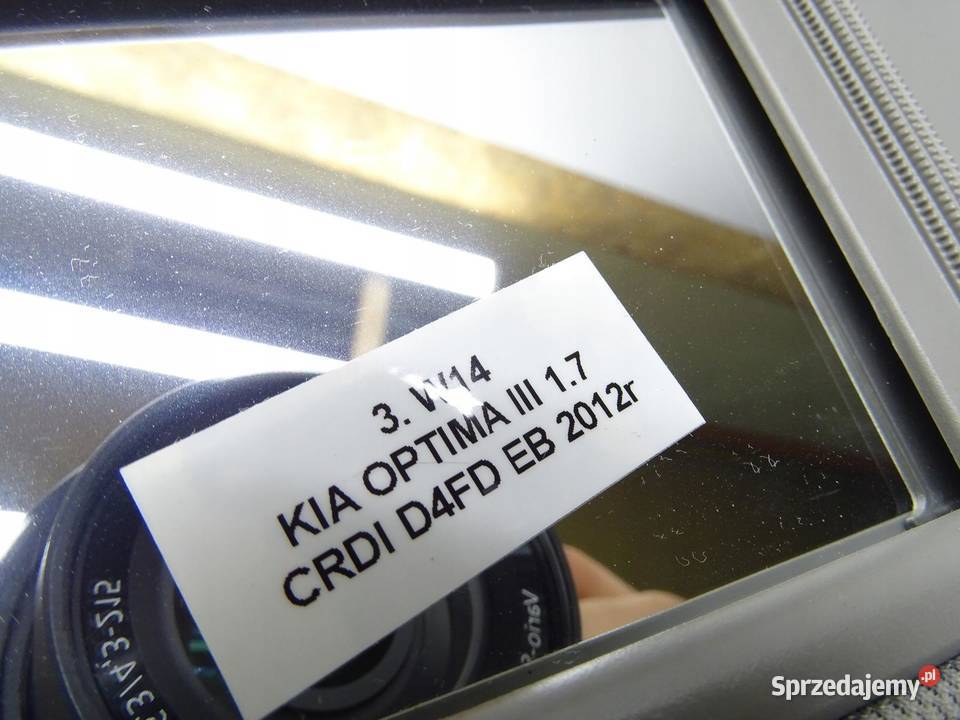 3. W14
KIA OPTIMA III 1.7
CRDI D4FD EB 2012r
Sprzedajemy.pl